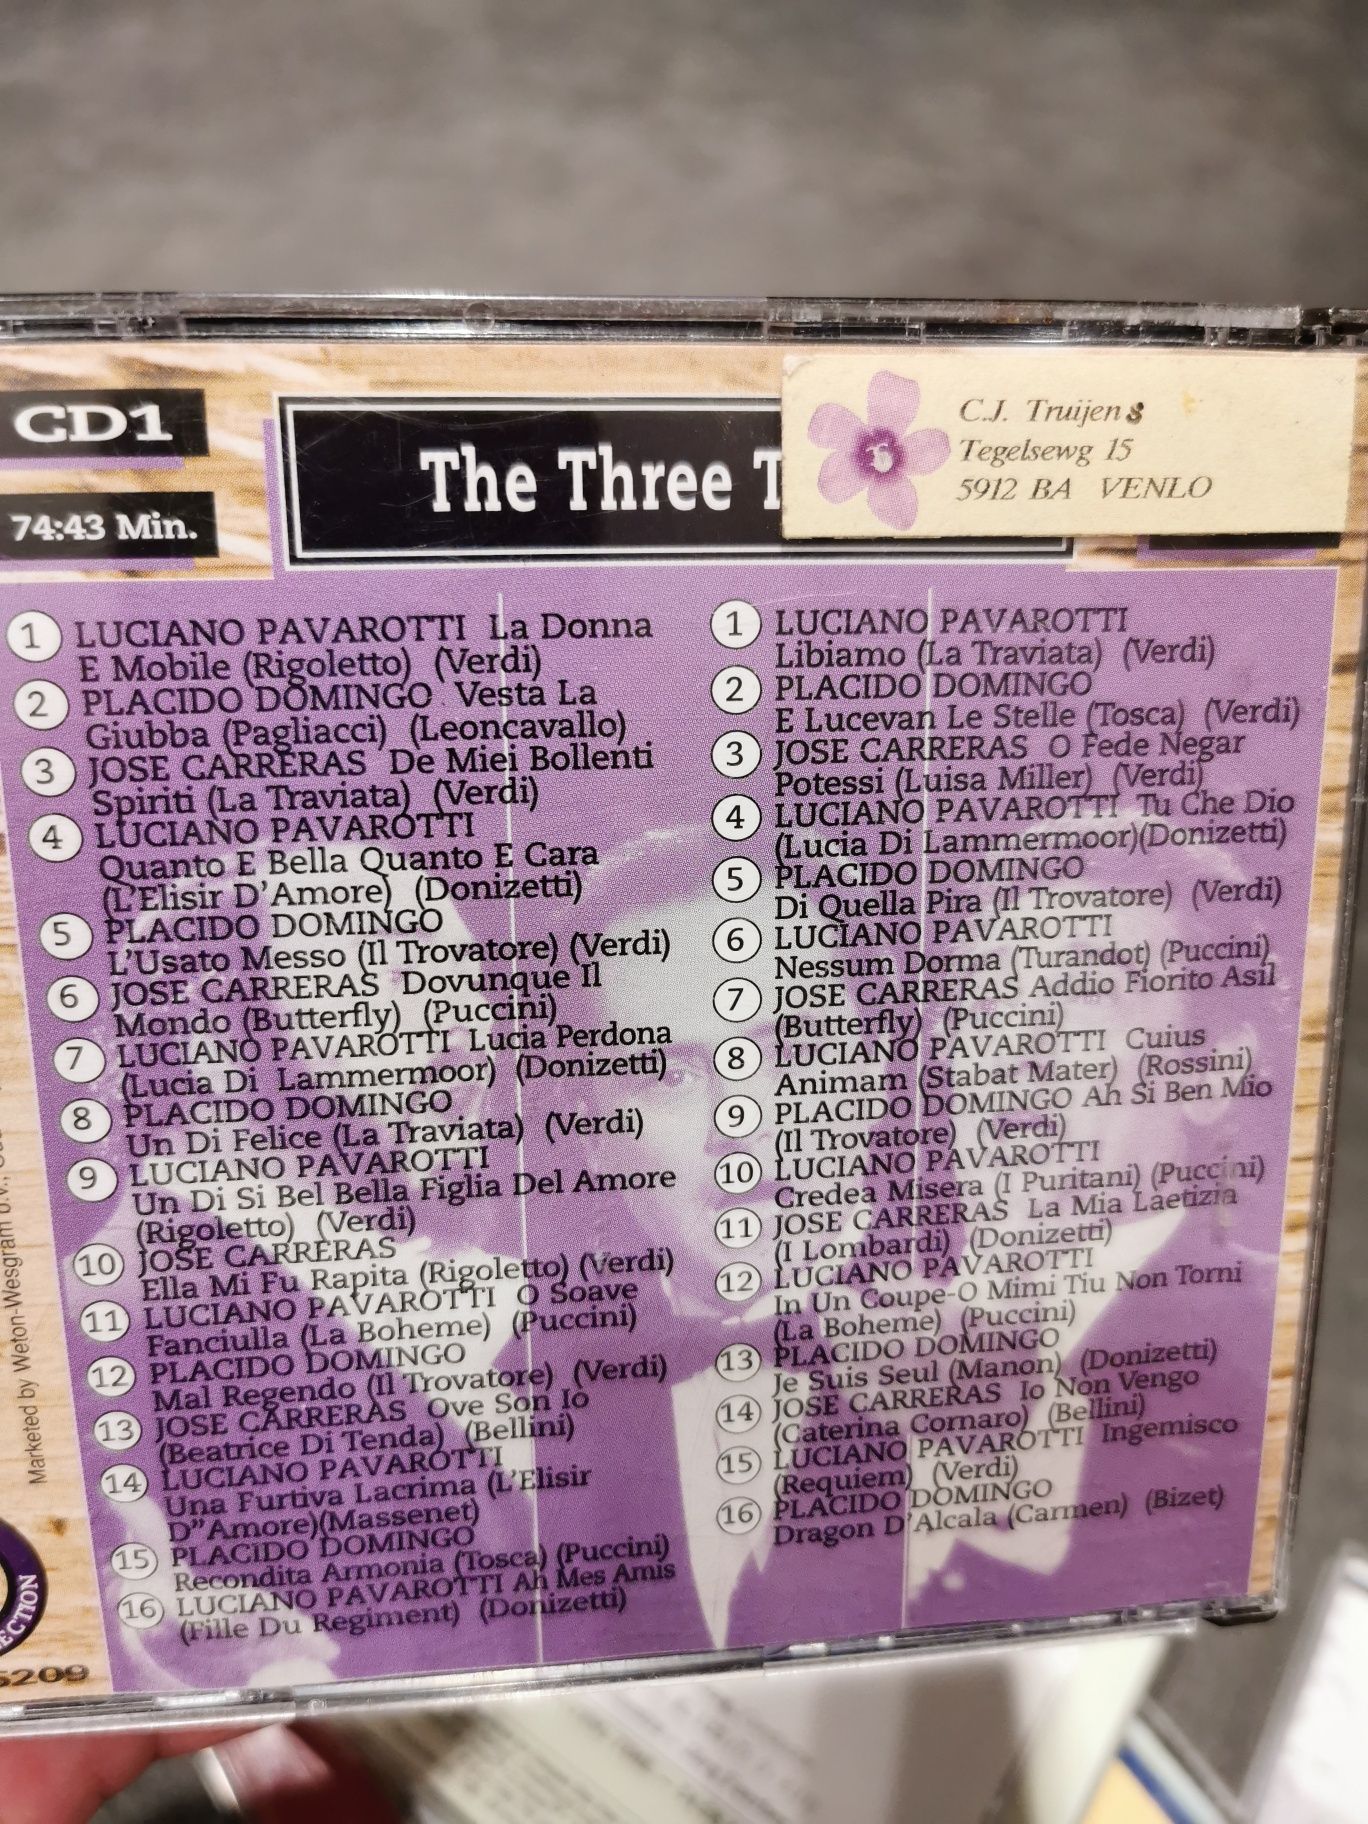 CD1
74:43 Min.
The Three T
C.J. Truijens
Tegelsewg 15
5912 BA VENLO
1 LUCIANO PAVAROTTI La Donna
E Mobile (Rigoletto) (Verdi)
2 PLACIDO DOMINGO Vesta La
Giubba (Pagliacci) (Leoncavallo)
3 JOSE CARRERAS De Miei Bollenti
Spiriti (La Traviata) (Verdi)
4 LUCIANO PAVAROTTI
Quanto E Bella Quanto E Cara
(L'Elisir D'Amore) (Donizetti)
5 PLACIDO DOMINGO
L'Usato Messo (Il Trovatore) (Verdi)
6 JOSE CARRERAS Dovunque Il
Mondo (Butterfly) (Puccini)
7 LUCIANO PAVAROTTI Lucia Perdona
(Lucia Di Lammermoor) (Donizetti)
8 PLACIDO DOMINGO
Un Di Felice (La Traviata) (Verdi)
9 LUCIANO PAVAROTTI
Un Di Si Bel Bella Figlia Del Amore
(Rigoletto) (Verdi)
10 JOSE CARRERAS
Ella Mi Fu Rapita (Rigoletto) (Verdi)
11 LUCIANO PAVAROTTI O Soave
Fanciulla (La Boheme) (Puccini)
12 PLACIDO DOMINGO
Mal Regendo (Il Trovatore) (Verdi)
13 JOSE CARRERAS Ove Son Io
(Beatrice Di Tenda) (Bellini)
14 LUCIANO PAVAROTTI
Una Furtiva Lacrima (L'Elisir
D"Amore)(Massenet)
15 PLACIDO DOMINGO
Recondita Armonia (Tosca) (Puccini)
16 LUCIANO PAVAROTTI Ah Mes Amis
(Fille Du Regiment) (Donizetti)
1 LUCIANO PAVAROTTI
Libiamo (La Traviata) (Verdi)
2 PLACIDO DOMINGO
E Lucevan Le Stelle (Tosca) (Verdi)
3 JOSE CARRERAS O Fede Negar
Potessi (Luisa Miller) (Verdi)
4 LUCIANO PAVAROTTI Tu Che Dio
(Lucia Di Lammermoor)(Donizetti)
5 PLACIDO DOMINGO
Di Quella Pira (Il Trovatore) (Verdi)
6 LUCIANO PAVAROTTI
Nessum Dorma (Turandot) (Puccini)
7 JOSE CARRERAS Addio Fiorito Asil
(Butterfly) (Puccini)
8 LUCIANO PAVAROTTI Cuius
Animam (Stabat Mater) (Rossini)
9 PLACIDO DOMINGO Ah Si Ben Mio
(Il Trovatore) (Verdi)
10 LUCIANO PAVAROTTI
Credea Misera (I Puritani) (Puccini)
11 JOSE CARRERAS La Mia Laetizia
(I Lombardi) (Donizetti)
12 LUCIANO PAVAROTTI
In Un Coupe-O Mimi Tiu Non Torni
(La Boheme) (Puccini)
13 PLACIDO DOMINGO
Je Suis Seul (Manon) (Donizetti)
14 JOSE CARRERAS Io Non Vengo
(Caterina Cornaro) (Bellini)
15 LUCIANO PAVAROTTI Ingemisco
(Requiem) (Verdi)
16 PLACIDO DOMINGO
Dragon D'Alcala (Carmen) (Bizet)
Marketed by Weton-Wesgram b.v.,
ECTION
5209